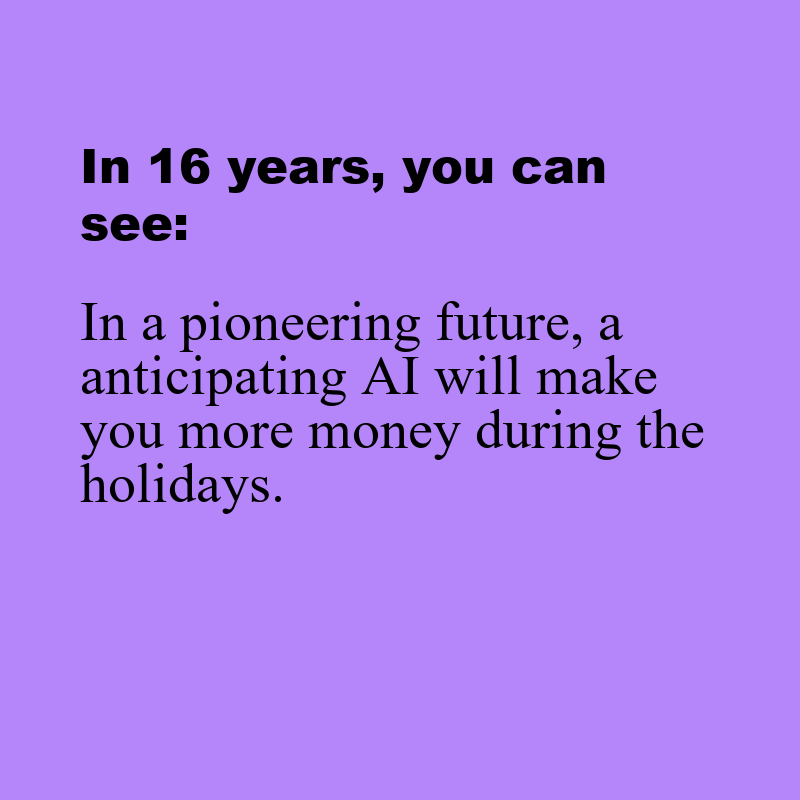 In 16 years, you can
see:
In a pioneering future, a
anticipating AI will make
you more money during the
holidays.